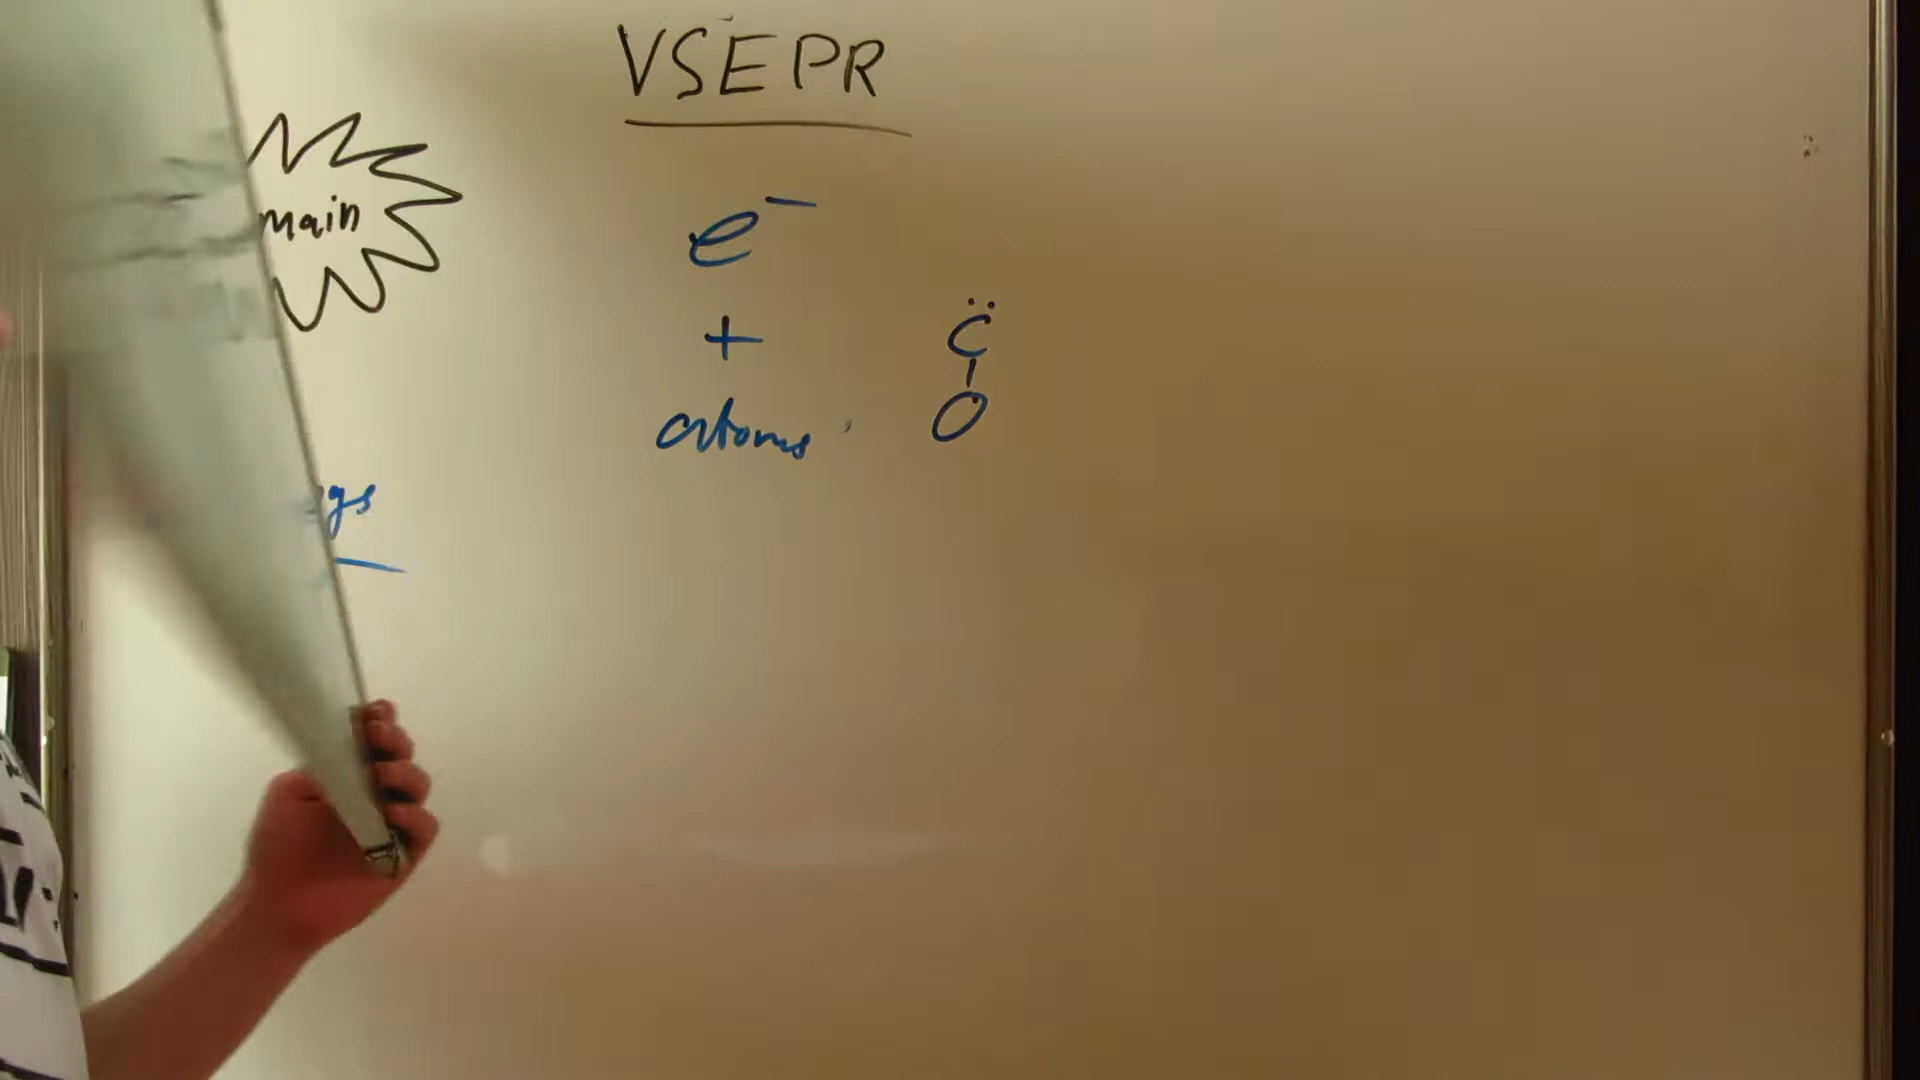 VSEPR
main
e⁻
+
atoms
C̈
O
gs